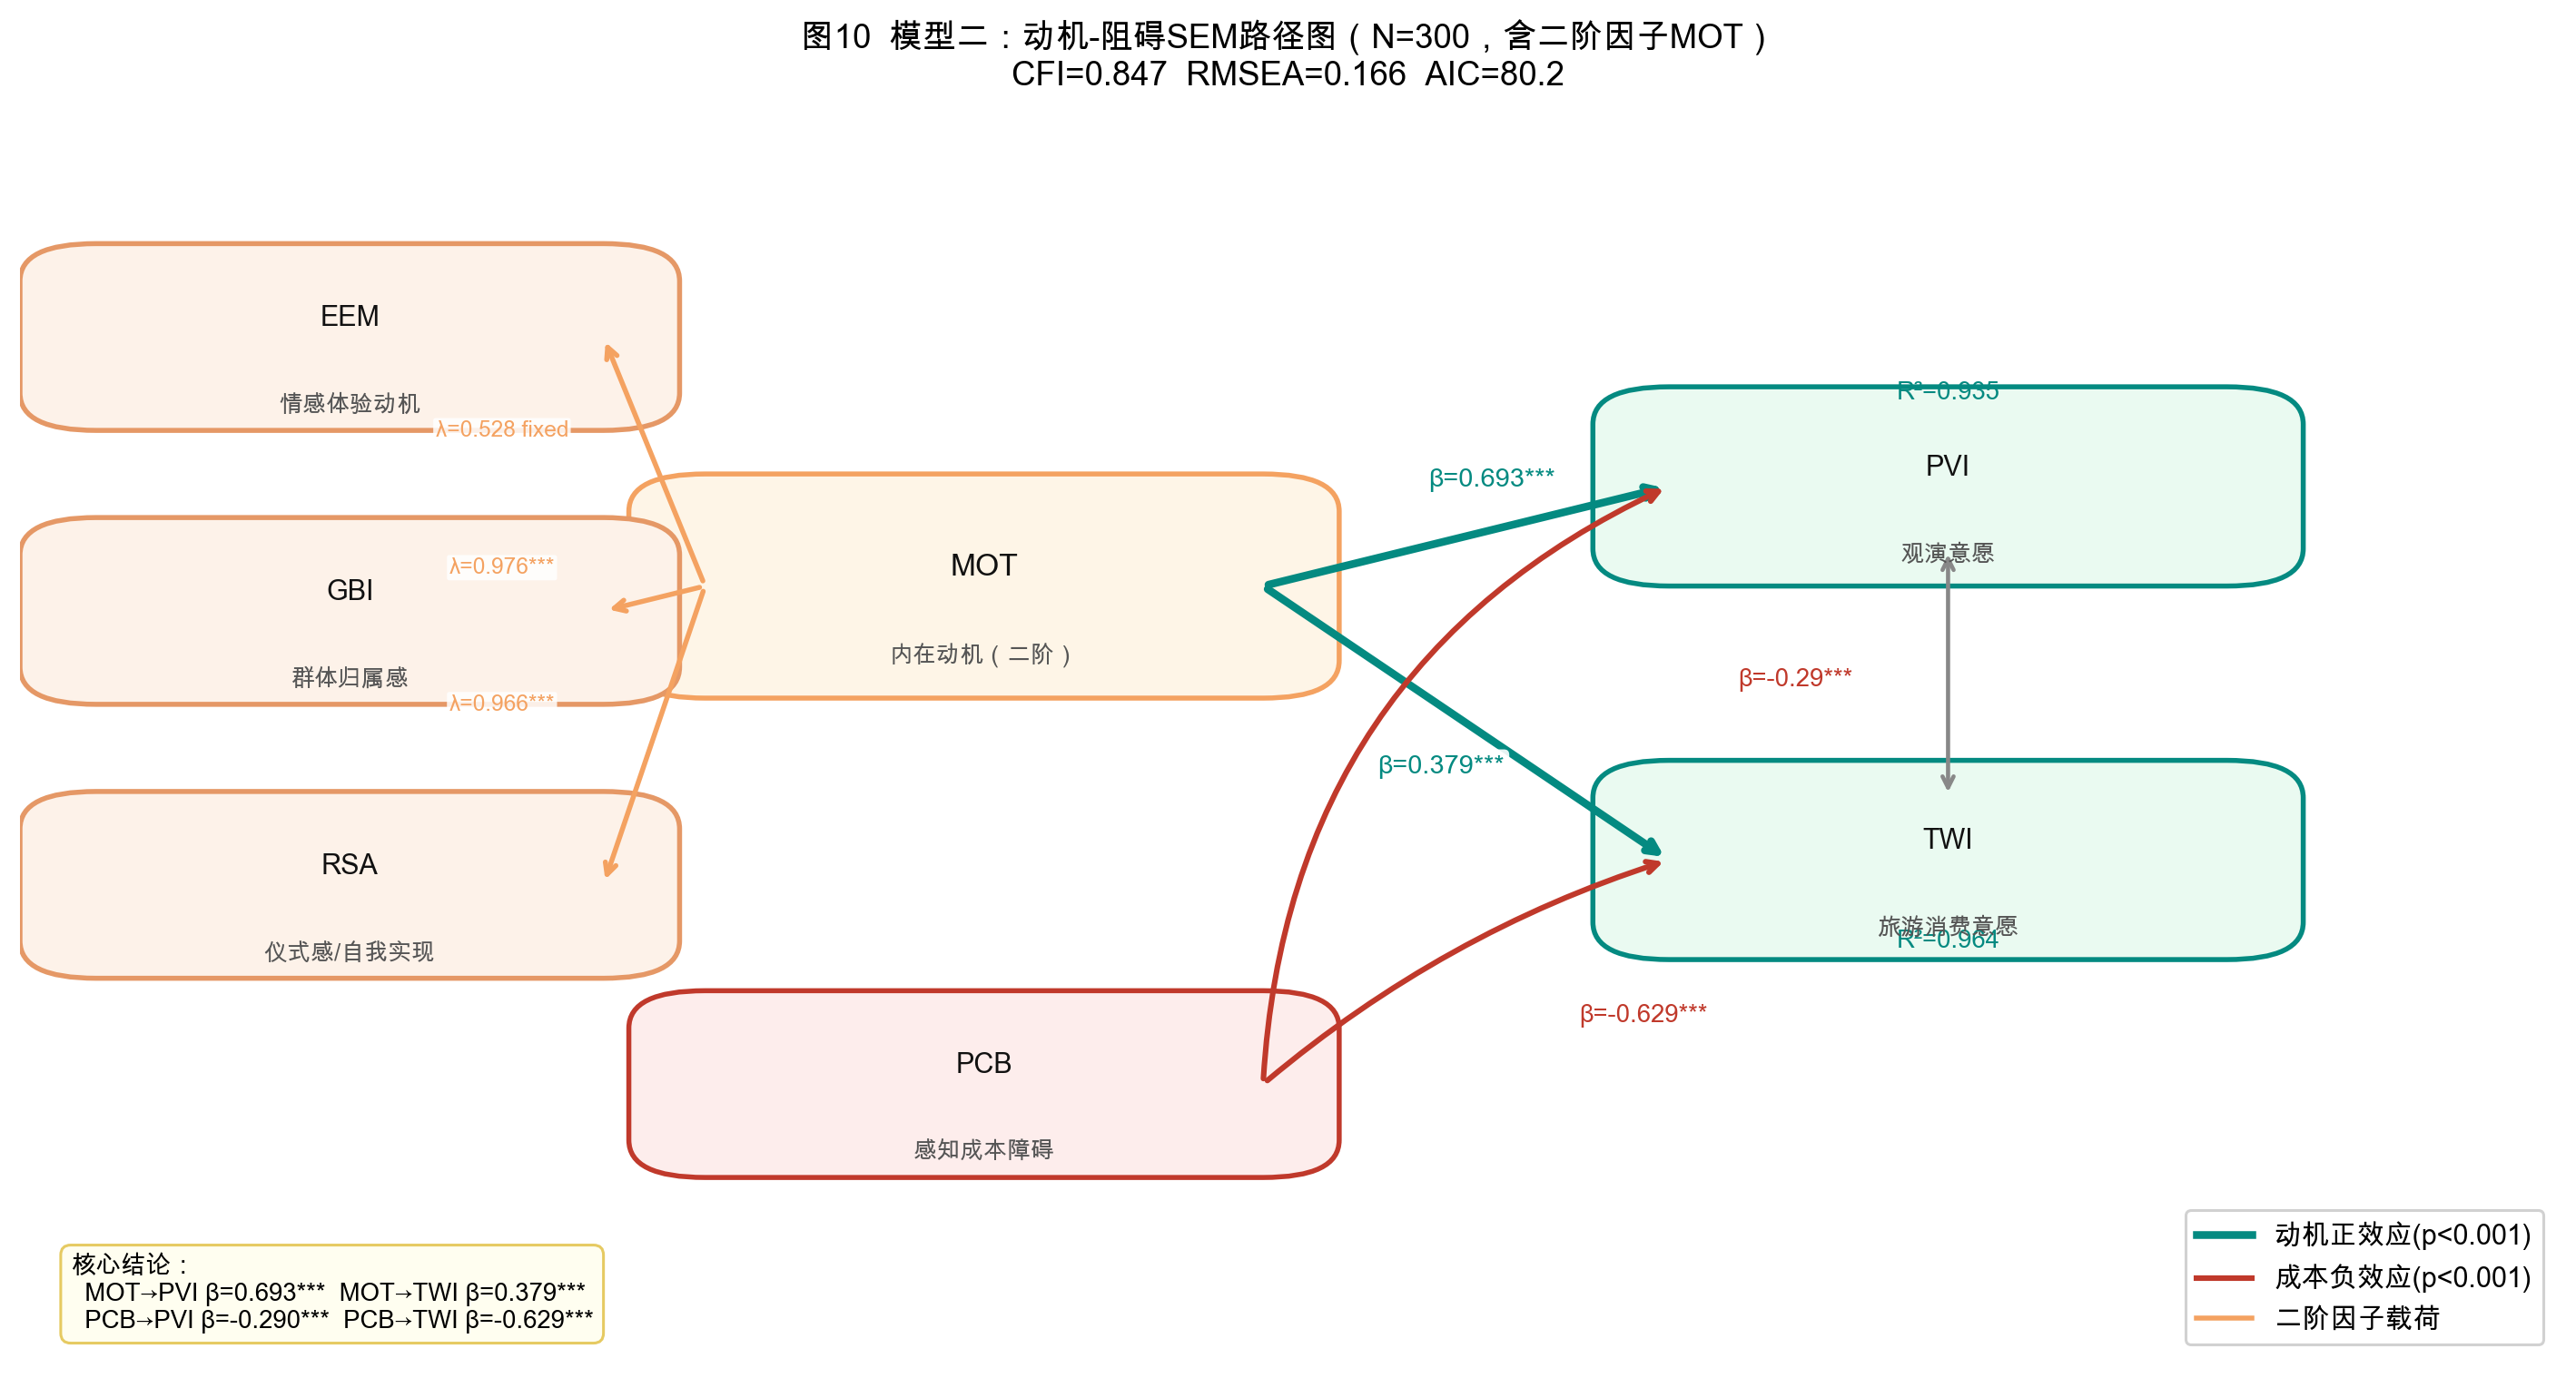 图10 模型二：动机-阻碍SEM路径图（N=300，含二阶因子MOT）
CFI=0.847 RMSEA=0.166 AIC=80.2
EEM
情感体验动机
λ=0.528 fixed
GBI
λ=0.976***
群体归属感
λ=0.966***
RSA
仪式感/自我实现
MOT
内在动机（二阶）
PCB
感知成本障碍
β=0.693***
β=0.379***
β=-0.29***
β=-0.629***
R²=0.935
PVI
观演意愿
TWI
旅游消费意愿
R²=0.964
核心结论：
MOT→PVI β=0.693*** MOT→TWI β=0.379***
PCB→PVI β=-0.290*** PCB→TWI β=-0.629***
动机正效应(p<0.001)
成本负效应(p<0.001)
二阶因子载荷